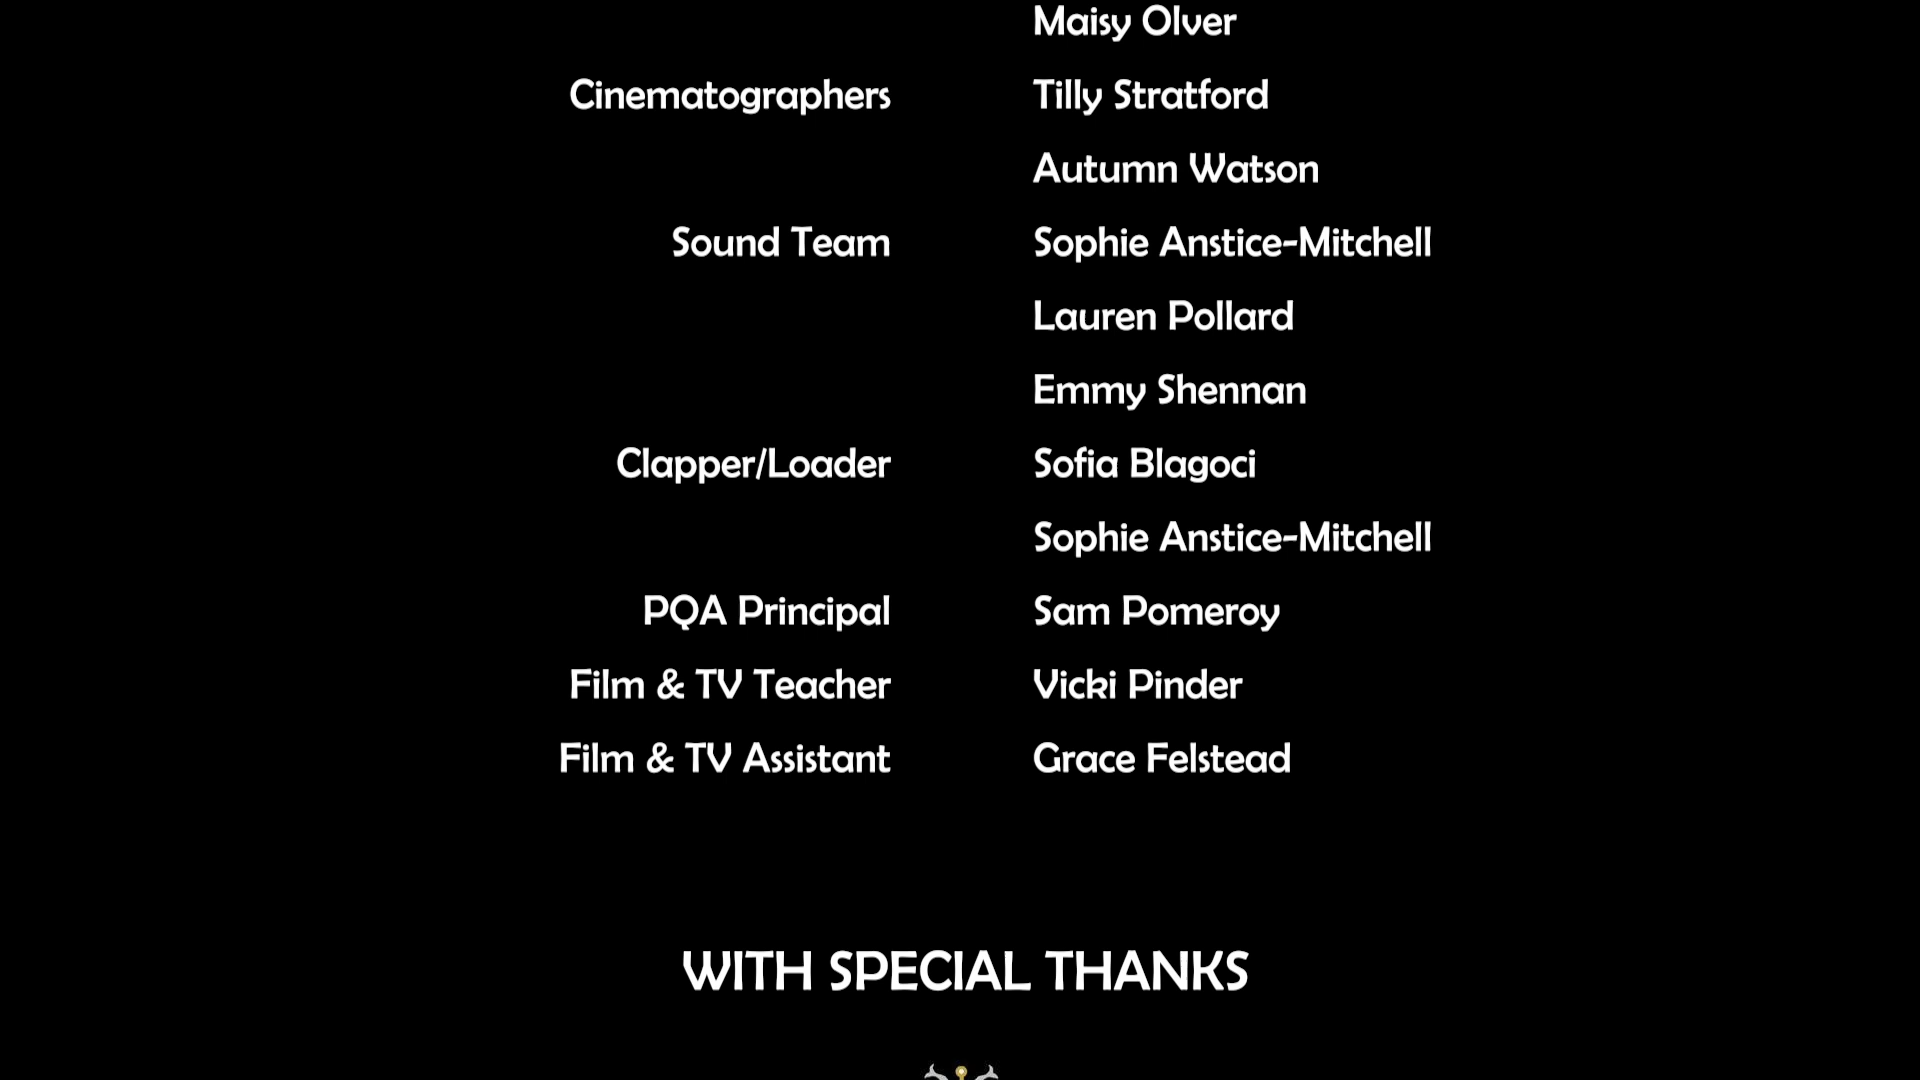 Maisy Olver
Cinematographers Tilly Stratford
Autumn Watson
Sound Team Sophie Anstice-Mitchell
Lauren Pollard
Emmy Shennan
Clapper/Loader Sofia Blagoci
Sophie Anstice-Mitchell
PQA Principal Sam Pomeroy
Film & TV Teacher Vicki Pinder
Film & TV Assistant Grace Felstead
WITH SPECIAL THANKS